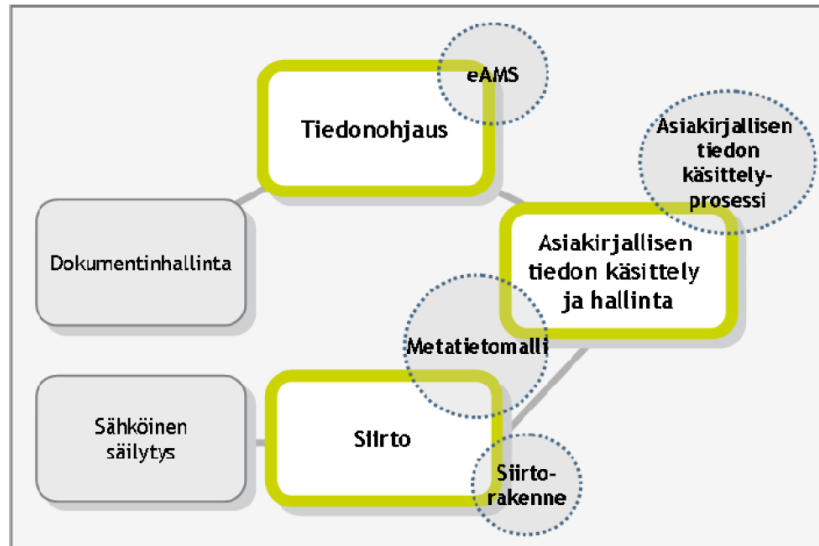 eAMS
Tiedonohjaus
Asiakirjallisen
tiedon
käsittely-
prosessi
Dokumentinhallinta
Asiakirjallisen
tiedon käsittely
ja hallinta
Metatietomalli
Sähköinen
säilytys
Siirto
Siirto-
rakenne